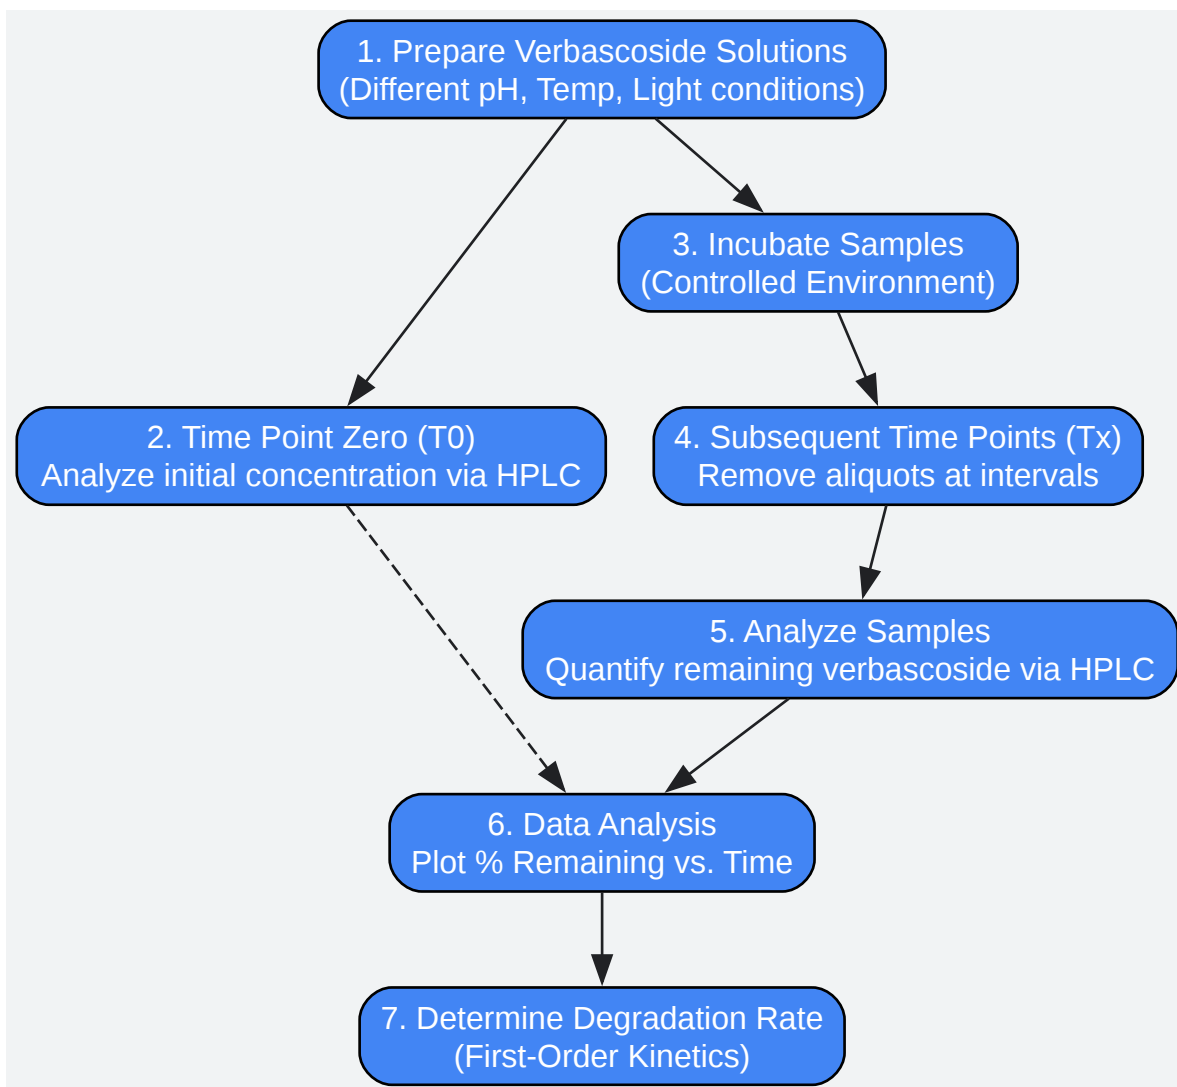 1. Prepare Verbascoside Solutions
(Different pH, Temp, Light conditions)
3. Incubate Samples
(Controlled Environment)
2. Time Point Zero (T0)
Analyze initial concentration via HPLC
4. Subsequent Time Points (Tx)
Remove aliquots at intervals
5. Analyze Samples
Quantify remaining verbascoside via HPLC
6. Data Analysis
Plot % Remaining vs. Time
7. Determine Degradation Rate
(First-Order Kinetics)